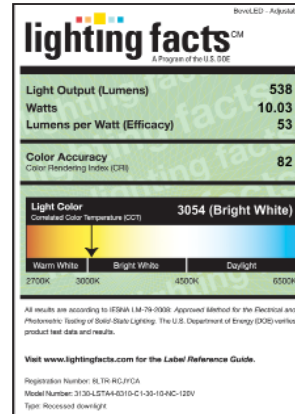 BoveLED - Adjustab
lighting facts CM
A Program of the U.S. DOE
Light Output (Lumens) 538
Watts 10.03
Lumens per Watt (Efficacy) 53
Color Accuracy 82
Color Rendering Index (CRI)
Light Color 3054 (Bright White)
Correlated Color Temperature (CCT)
Warm White Bright White Daylight
2700K 3000K 4500K 6500K
All results are according to IESNA LM-79-2008: Approved Method for the Electrical and
Photometric Testing of Solid-State Lighting. The U.S. Department of Energy (DOE) verifies
product test data and results.
Visit www.lightingfacts.com for the Label Reference Guide.
Registration Number: 8LTR-RCJYCA
Model Number: 3130-LSTA4-8310-C1-30-10-NC-120V
Type: Recessed downlight